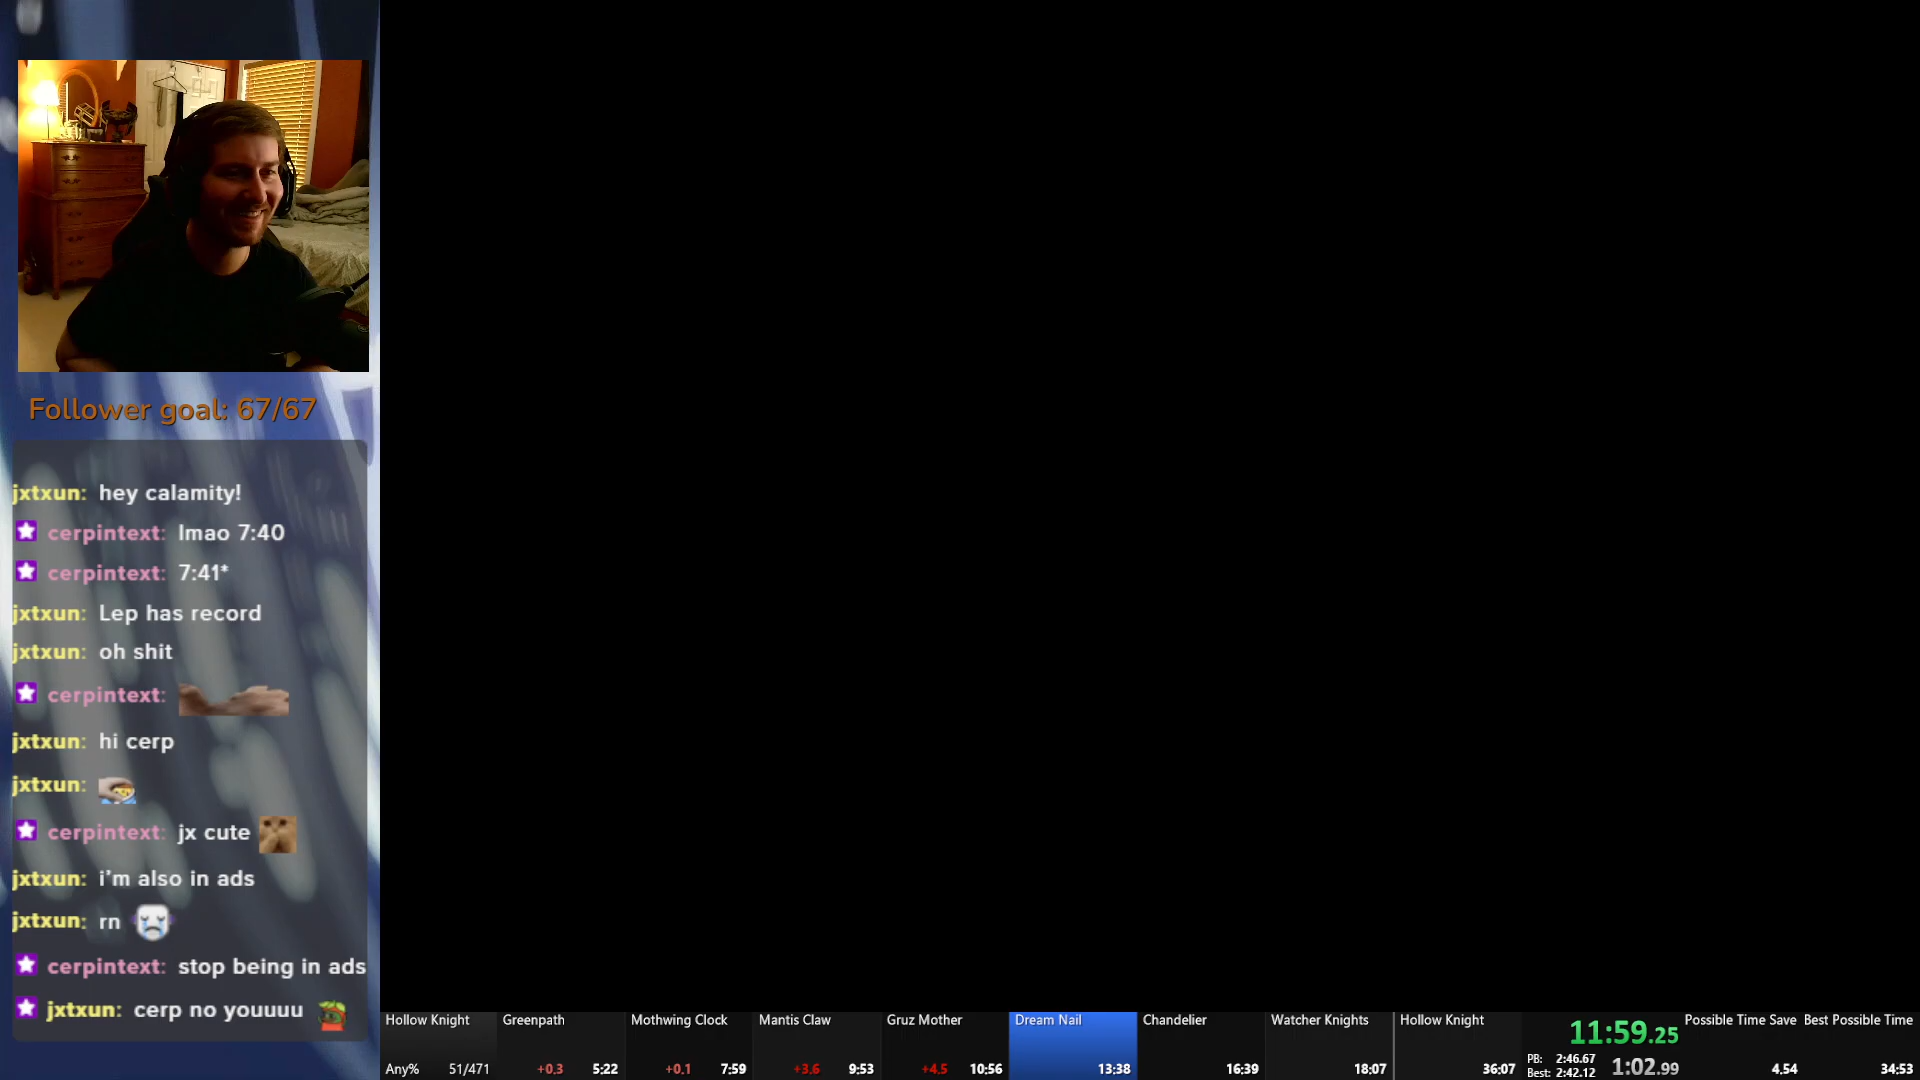 Follower goal: 67/67
jxtxun: hey calamity!
cerpintext: lmao 7:40
cerpintext: 7:41*
jxtxun: Lep has record
jxtxun: oh shit
cerpintext:
jxtxun: hi cerp
jxtxun:
cerpintext: jx cute
jxtxun: i'm also in ads
jxtxun: rn
cerpintext: stop being in ads
jxtxun: cerp no youuuu
Hollow Knight Any% 51/471
Greenpath +0.3 5:22
Mothwing Clock +0.1 7:59
Mantis Claw +3.6 9:53
Gruz Mother +4.5 10:56
Dream Nail 13:38
Chandelier 16:39
Watcher Knights 18:07
Hollow Knight 36:07
11:59.25
PB: 2:46.67
Best: 2:42.12
1:02.99
Possible Time Save 4.54
Best Possible Time 34:53